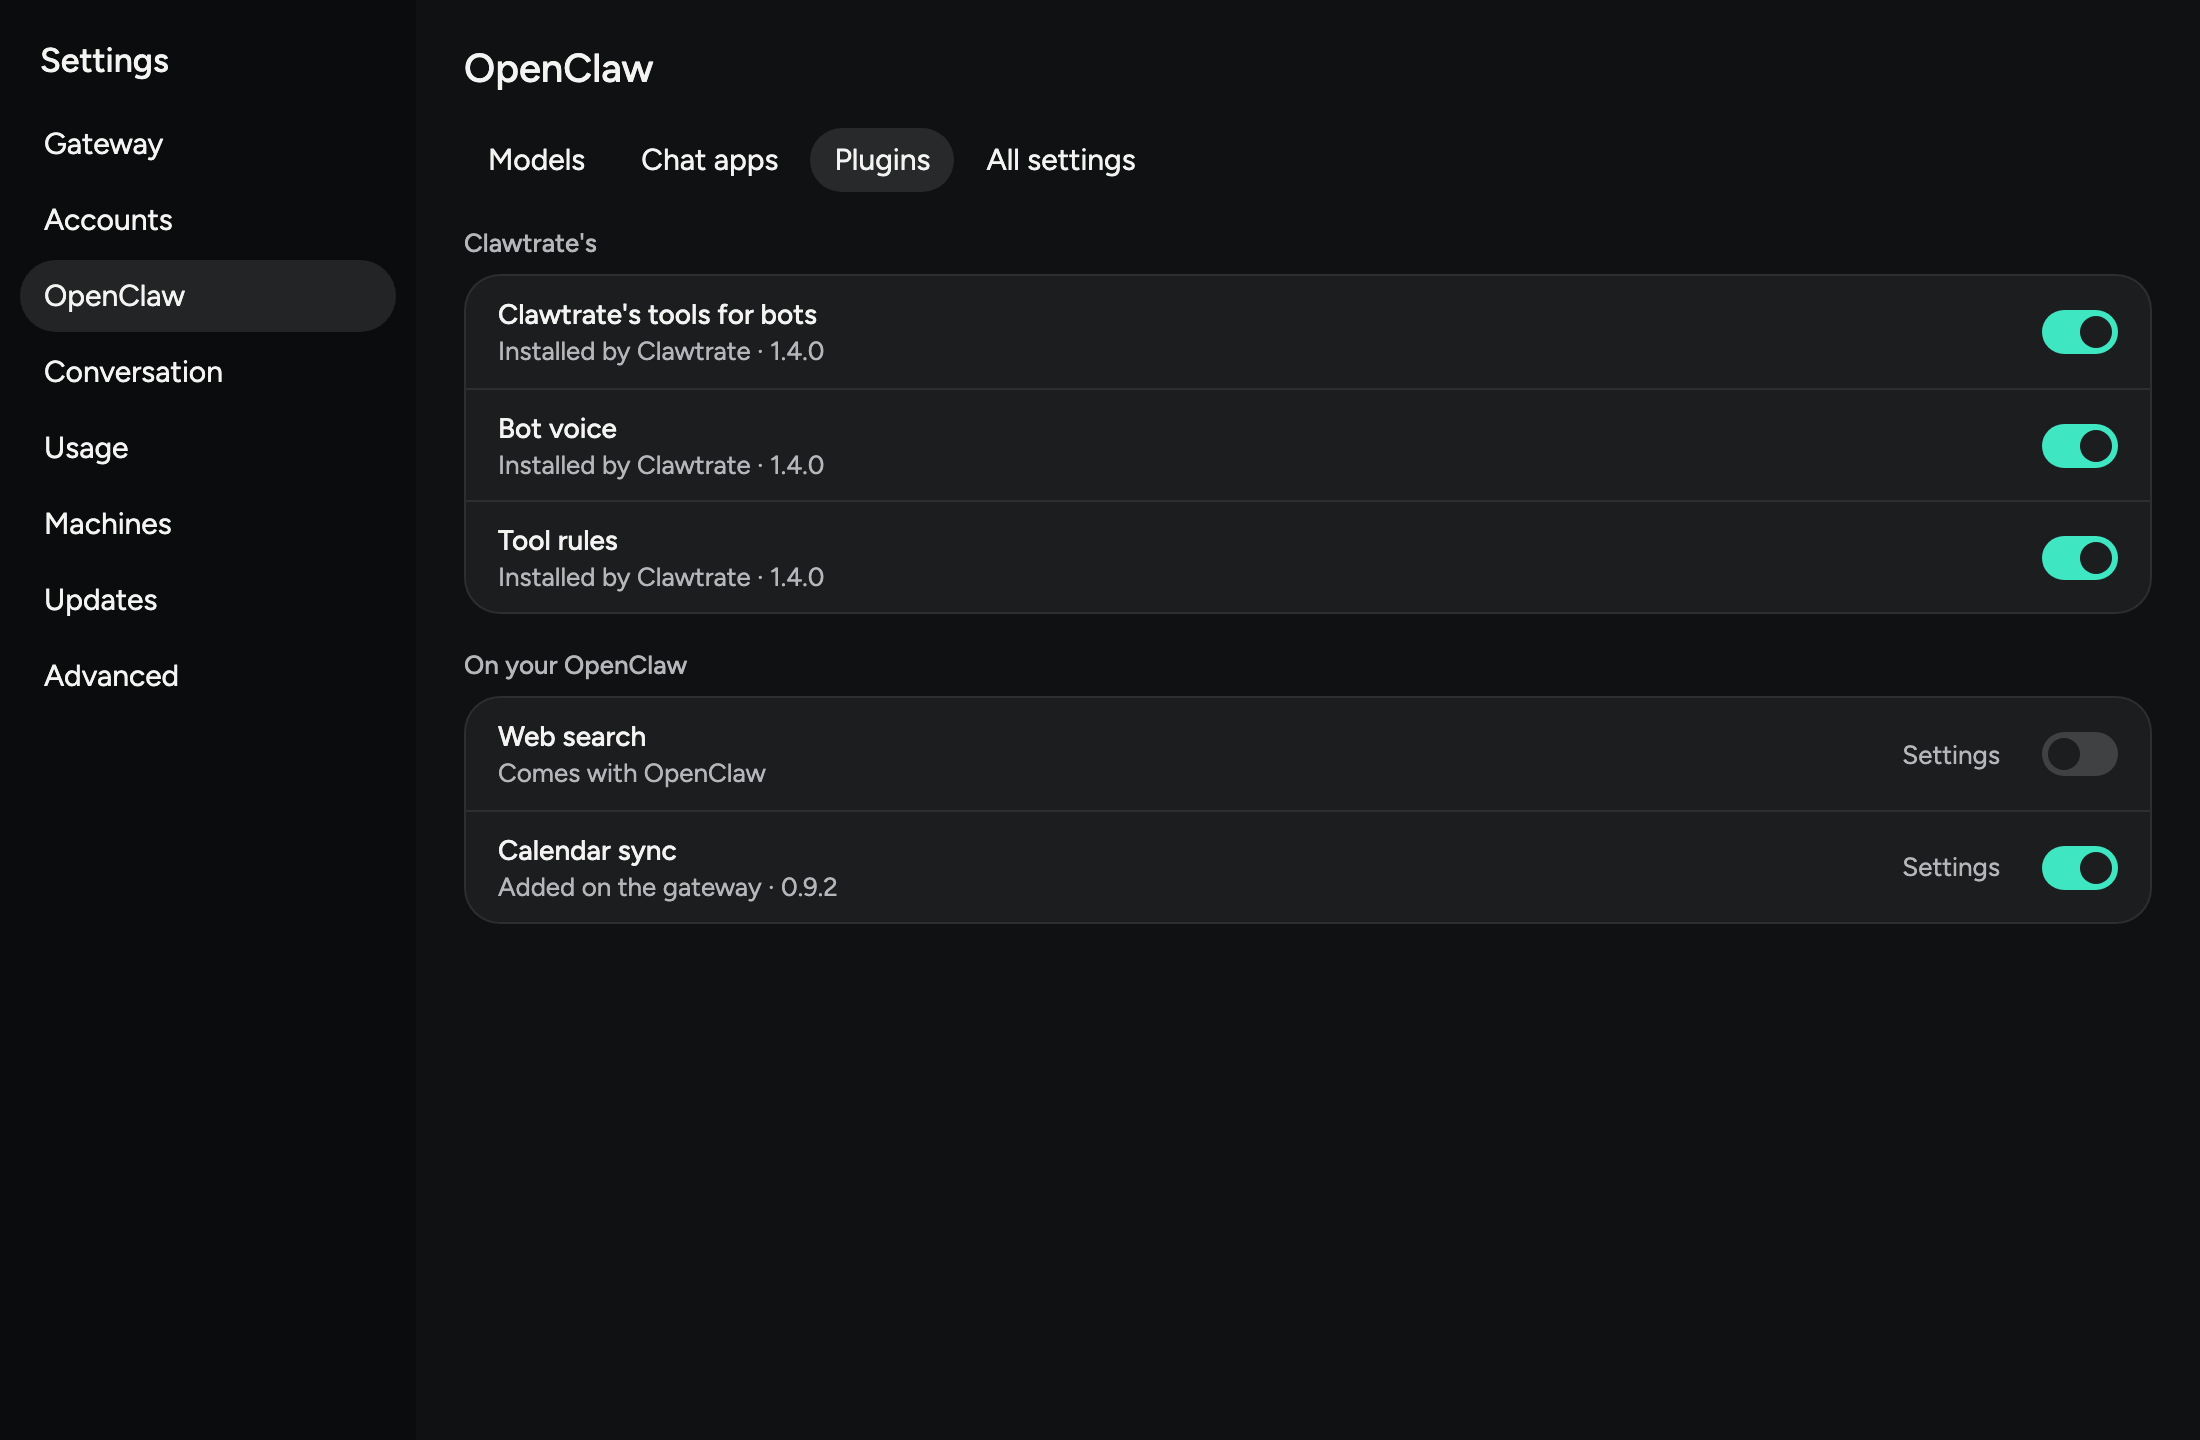 Settings
Gateway
Accounts
OpenClaw
Conversation
Usage
Machines
Updates
Advanced
OpenClaw
Models
Chat apps
Plugins
All settings
Clawtrate's
Clawtrate's tools for bots
Installed by Clawtrate · 1.4.0
Bot voice
Installed by Clawtrate · 1.4.0
Tool rules
Installed by Clawtrate · 1.4.0
On your OpenClaw
Web search
Comes with OpenClaw
Settings
Calendar sync
Added on the gateway · 0.9.2
Settings